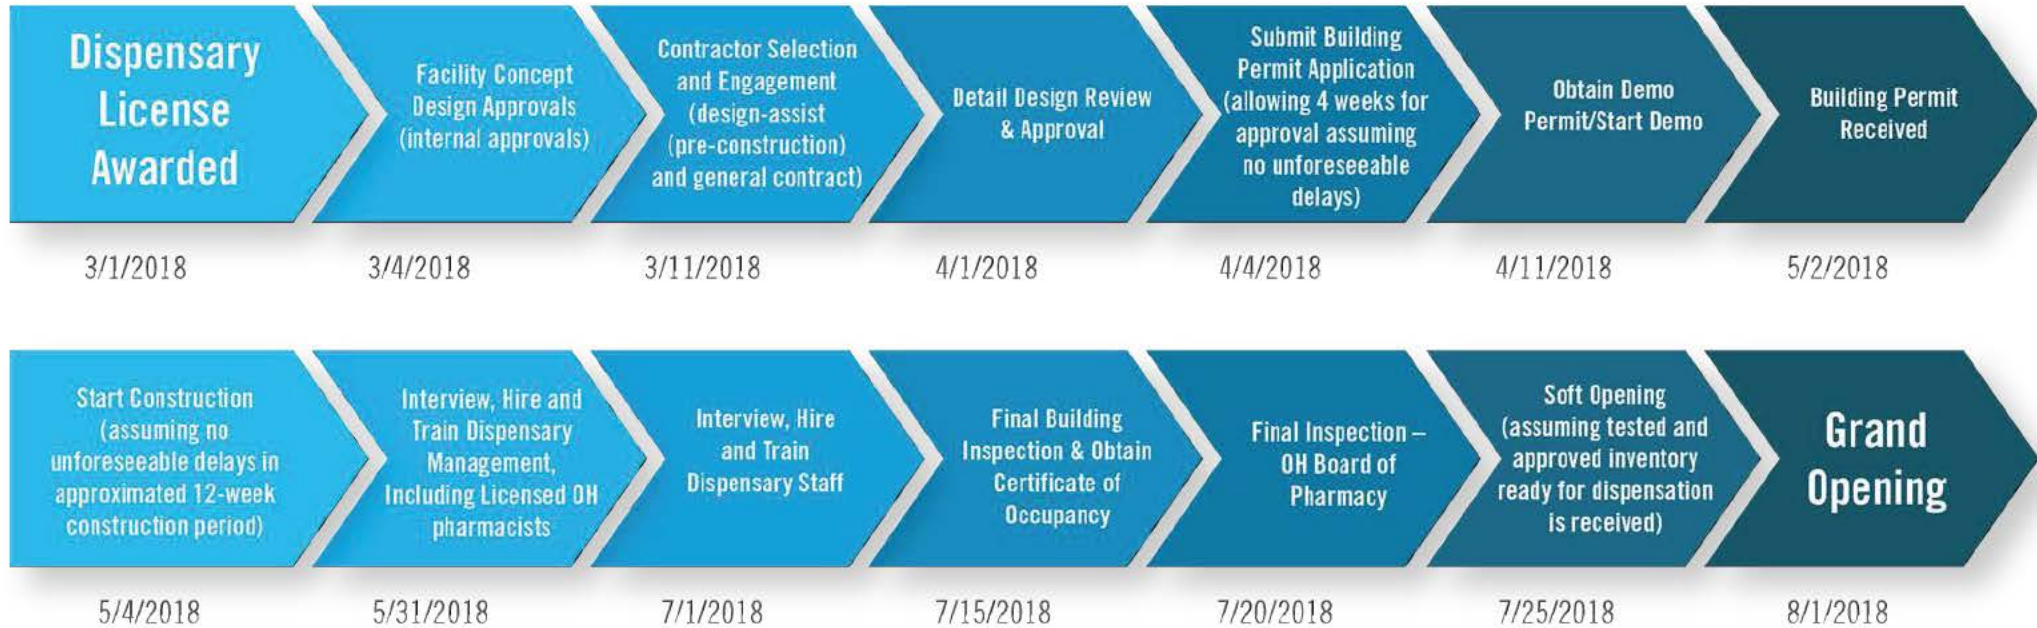 Dispensary
License
Awarded
Facility Concept
Design Approvals
(internal approvals)
Contractor Selection
and Engagement
(design-assist
(pre-construction)
and general contract)
Detail Design Review
& Approval
Submit Building
Permit Application
(allowing 4 weeks for
approval assuming
no unforeseeable
delays)
Obtain Demo
Permit/Start Demo
Building Permit
Received
3/1/2018
3/4/2018
3/11/2018
4/1/2018
4/4/2018
4/11/2018
5/2/2018
Start Construction
(assuming no
unforeseeable delays in
approximated 12-week
construction period)
Interview, Hire and
Train Dispensary
Management,
Including Licensed OH
pharmacists
Interview, Hire
and Train
Dispensary Staff
Final Building
Inspection & Obtain
Certificate of
Occupancy
Final Inspection –
OH Board of
Pharmacy
Soft Opening
(assuming tested and
approved inventory
ready for dispensation
is received)
Grand
Opening
5/4/2018
5/31/2018
7/1/2018
7/15/2018
7/20/2018
7/25/2018
8/1/2018